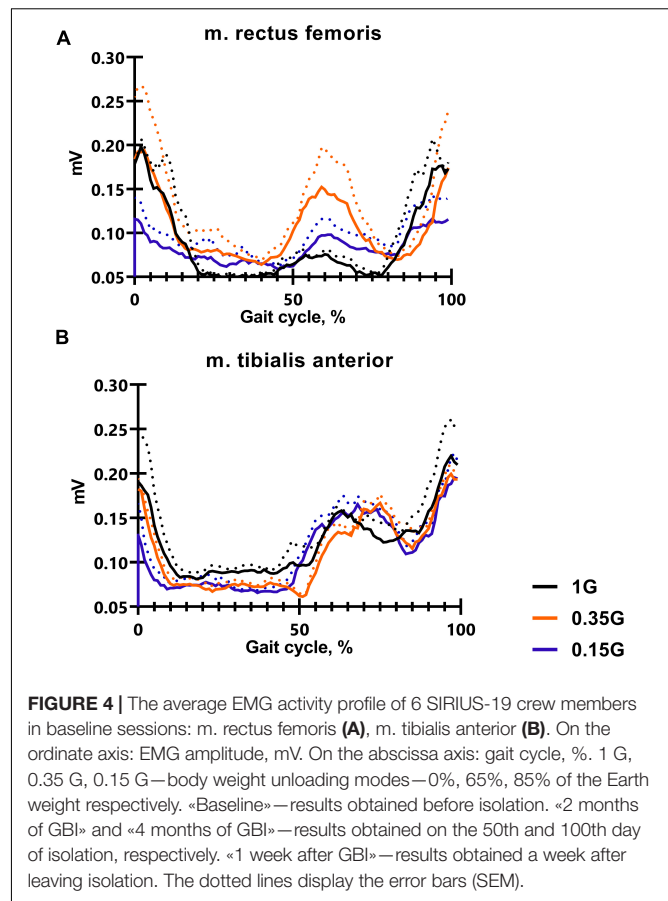 A
m. rectus femoris
0.30
0.25
0.20
0.15
0.10
0.05
mV
0 50 100
Gait cycle, %
B
m. tibialis anterior
0.30
0.25
0.20
0.15
0.10
0.05
mV
0 50 100
Gait cycle, %
1G
0.35G
0.15G
FIGURE 4 | The average EMG activity profile of 6 SIRIUS-19 crew members
in baseline sessions: m. rectus femoris (A), m. tibialis anterior (B). On the
ordinate axis: EMG amplitude, mV. On the abscissa axis: gait cycle, %. 1 G,
0.35 G, 0.15 G—body weight unloading modes—0%, 65%, 85% of the Earth
weight respectively. «Baseline»—results obtained before isolation. «2 months
of GBI» and «4 months of GBI»—results obtained on the 50th and 100th day
of isolation, respectively. «1 week after GBI»—results obtained a week after
leaving isolation. The dotted lines display the error bars (SEM).